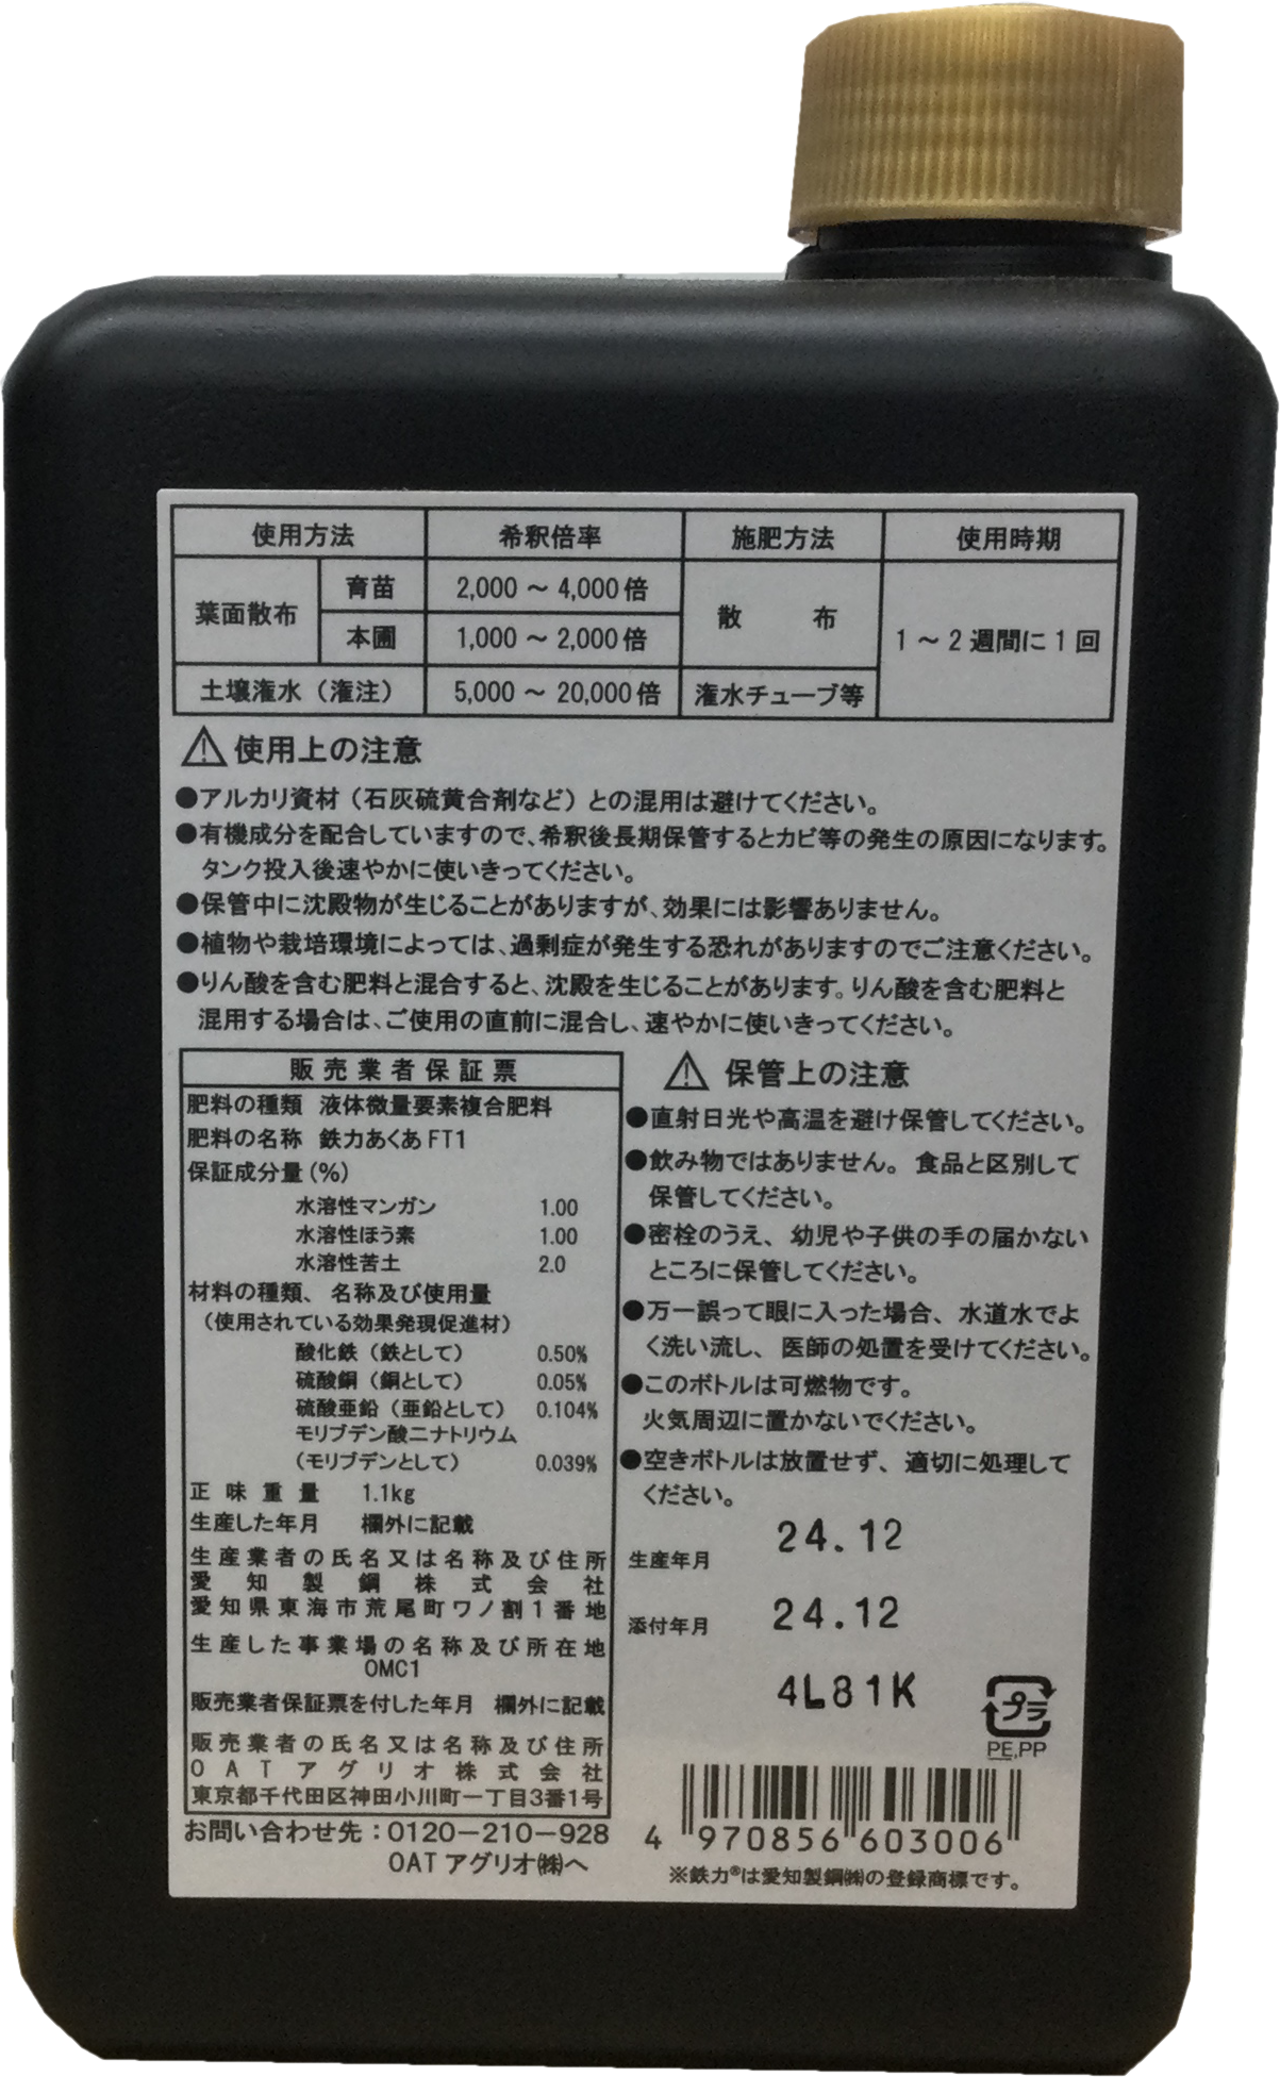 使用方法 希釈倍率 施肥方法 使用時期
葉面散布 育苗 2,000 ～ 4,000倍 散 布 1 ～ 2 週間に 1 回
本圃 1,000 ～ 2,000倍
土壌潅水（潅注） 5,000 ～ 20,000倍 潅水チューブ等
⚠使用上の注意
●アルカリ資材（石灰硫黄合剤など）との混用は避けてください。
●有機成分を配合していますので、希釈後長期保管するとカビ等の発生の原因になります。
タンク投入後速やかに使いきってください。
●保管中に沈殿物が生じることがありますが、効果には影響ありません。
●植物や栽培環境によっては、過剰症が発生する恐れがありますのでご注意ください。
●りん酸を含む肥料と混合すると、沈殿を生じることがあります。りん酸を含む肥料と
混用する場合は、ご使用の直前に混合し、速やかに使いきってください。
販売業者保証票
肥料の種類 液体微量要素複合肥料
肥料の名称 鉄力あくあFT1
保証成分量(%)
水溶性マンガン 1.00
水溶性ほう素 1.00
水溶性苦土 2.0
材料の種類、名称及び使用量
（使用されている効果発現促進材）
酸化鉄（鉄として） 0.50%
硫酸銅（銅として） 0.05%
硫酸亜鉛（亜鉛として） 0.104%
モリブデン酸二ナトリウム
（モリブデンとして） 0.039%
正味重量 1.1kg
生産した年月 欄外に記載
生産業者の氏名又は名称及び住所
愛知製鋼株式会社
愛知県東海市荒尾町ワノ割1番地
生産した事業場の名称及び所在地
OMC1
販売業者保証票を付した年月 欄外に記載
販売業者の氏名又は名称及び住所
OATアグリオ株式会社
東京都千代田区神田小川町一丁目3番1号
お問い合わせ先：0120－210－928
OAT アグリオ㈱へ
⚠ 保管上の注意
●直射日光や高温を避け保管してください。
●飲み物ではありません。食品と区別して
保管してください。
●密栓のうえ、幼児や子供の手の届かない
ところに保管してください。
●万一誤って眼に入った場合、水道水でよ
く洗い流し、医師の処置を受けてください。
●このボトルは可燃物です。
火気周辺に置かないでください。
●空きボトルは放置せず、適切に処理して
ください。
生産年月 24.12
添付年月 24.12
4L81K
プラ
PE,PP
4 970856 603006
※鉄力®は愛知製鋼㈱の登録商標です。